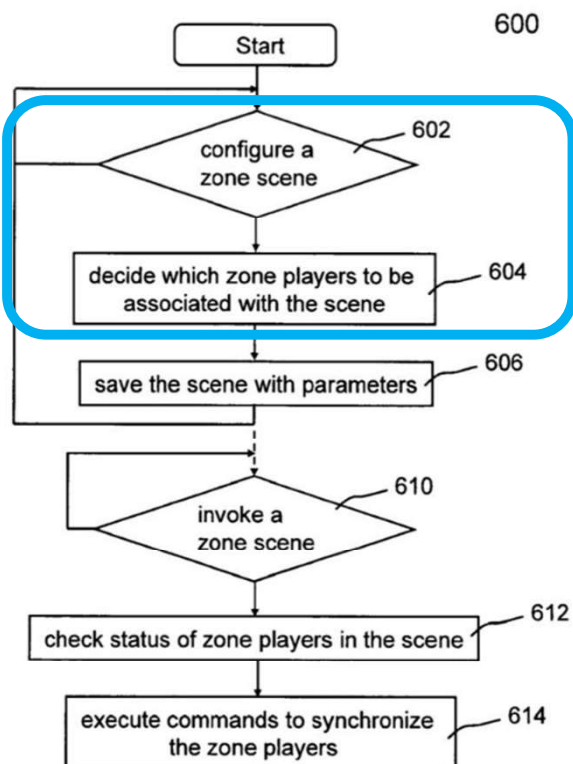 600
Start
602
configure a
zone scene
decide which zone players to be
associated with the scene
604
606
save the scene with parameters
610
invoke a
zone scene
612
check status of zone players in the scene
execute commands to synchronize
the zone players
614